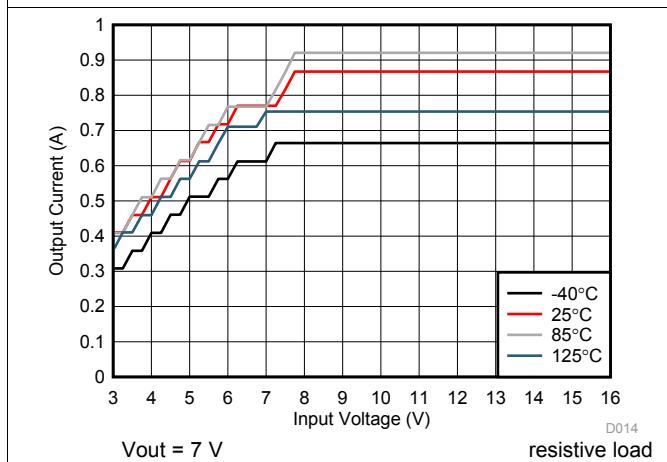 1
0.9
0.8
0.7
0.6
0.5
0.4
0.3
0.2
0.1
0
Output Current (A)
-40°C
25°C
85°C
125°C
3 4 5 6 7 8 9 10 11 12 13 14 15 16
Input Voltage (V)
D014
Vout = 7 V resistive load